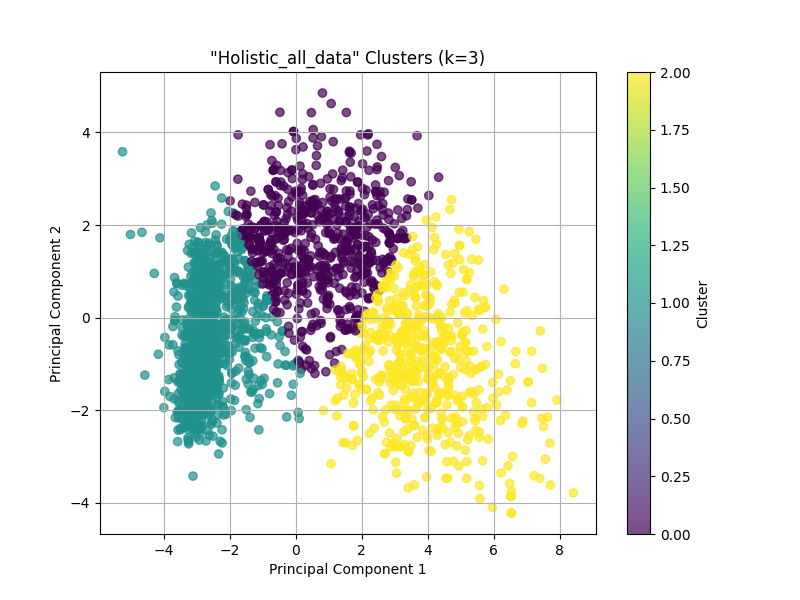 "Holistic_all_data" Clusters (k=3)
Principal Component 2
4
2
0
−2
−4
−4 −2 0 2 4 6 8
Principal Component 1
2.00
1.75
1.50
1.25
1.00
0.75
0.50
0.25
0.00
Cluster